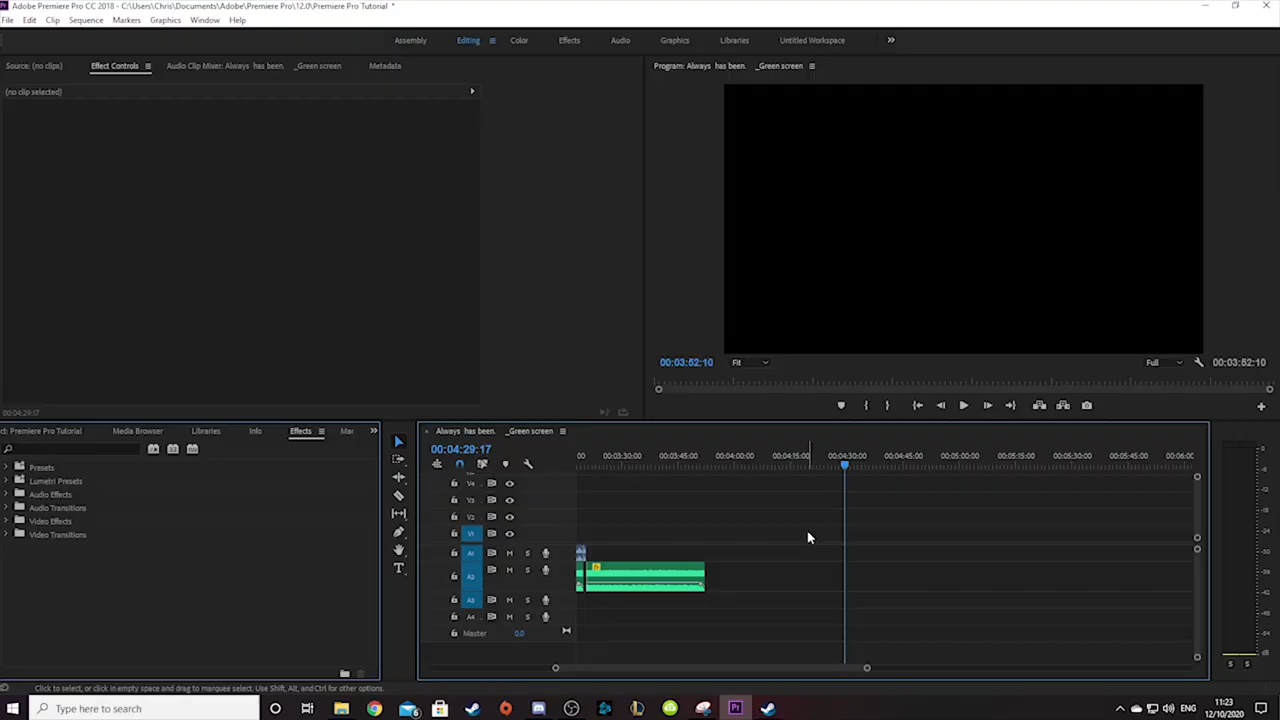 Adobe Premiere Pro CC 2018 - C:\Users\Chris\Documents\Adobe\Premiere Pro\12.0\Premiere Pro Tutorial *
File Edit Clip Sequence Markers Graphics Window Help
Assembly Editing Color Effects Audio Graphics Libraries Untitled Workspace
Source: (no clips) Effect Controls Audio Clip Mixer: Always has been. _Green screen Metadata
Program: Always has been. _Green screen
(no clip selected)
00:03:52:10 Fit Full 00:03:52:10
00:04:29:17
ct: Premiere Pro Tutorial Media Browser Libraries Info Effects Mar
Always has been. _Green screen
00:04:29:17
00 00:03:30:00 00:03:45:00 00:04:00:00 00:04:15:00 00:04:30:00 00:04:45:00 00:05:00:00 00:05:15:00 00:05:30:00 00:05:45:00 00:06:0
Presets
Lumetri Presets
Audio Effects
Audio Transitions
Video Effects
Video Transitions
V4
V3
V2
V1
A1 M S
A2 M S
A3 M S
A4 M S
Master 0.0
S S
Click to select, or click in empty space and drag to marquee select. Use Shift, Alt, and Ctrl for other options.
Type here to search
ENG
11:23
12/10/2020